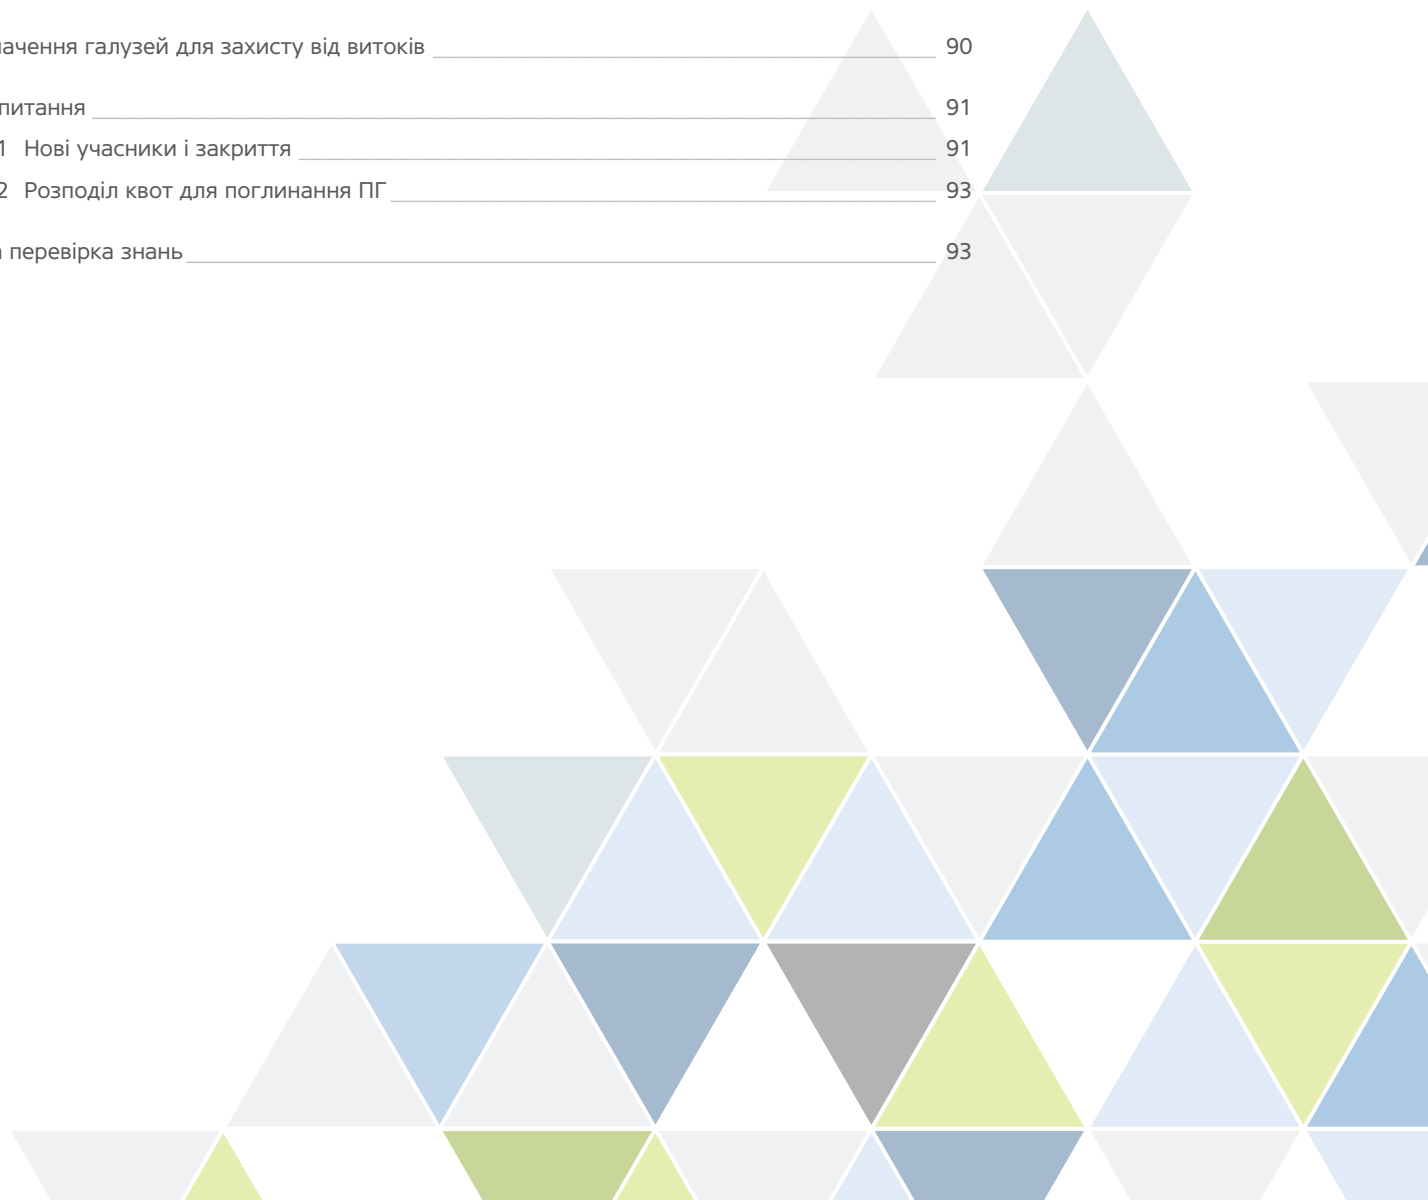 ачення галузей для захисту від витоків 90
питання 91
1 Нові учасники і закриття 91
2 Розподіл квот для поглинання ПГ 93
перевірка знань 93